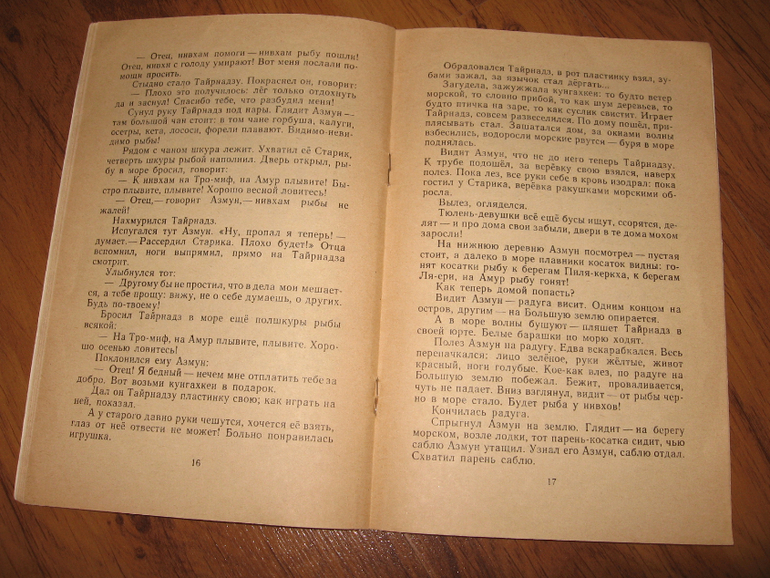 — Отец, нивхам помоги — нивхам рыбу пошли!
Отец, нивхи с голоду умирают! Вот меня послали по-
мощи просить.
Стыдно стало Тайрнадзу. Покраснел он, говорит:
— Плохо это получилось: лёг только отдохнуть
да и заснул! Спасибо тебе, что разбудил меня!
Сунул руку Тайрнадз под нары. Глядит Азмун —
там большой чан стоит: в том чане горбуша, калуги,
осетры, кета, лососи, форели плавают. Видимо-неви-
димо рыбы!
Рядом с чаном шкура лежит. Ухватил её Старик,
четверть шкуры рыбой наполнил. Дверь открыл, ры-
бу в море бросил, говорит:
— К нивхам на Тро-миф, на Амур плывите! Бы-
стро плывите, плывите! Хорошо весной ловитесь!
— Отец,— говорит Азмун,— нивхам рыбы не
жалей!
Нахмурился Тайрнадз.
Испугался тут Азмун. «Ну, пропал я теперь! —
думает.— Рассердил Старика. Плохо будет!» Отца
вспомнил, ноги выпрямил, прямо на Тайрнадза
смотрит.
Улыбнулся тот:
— Другому бы не простил, что в дела мои мешает-
ся, а тебе прощу: вижу, не о себе думаешь, о других.
Будь по-твоему!
Бросил Тайрнадз в море ещё полшкуры рыбы
всякой:
— На Тро-миф, на Амур плывите, плывите. Хоро-
шо осенью ловитесь!
Поклонился ему Азмун:
— Отец! Я бедный — нечем мне отплатить тебе за
добро. Вот возьми кунгахкеи в подарок.
Дал он Тайрнадзу пластинку свою; как играть на
ней, показал.
А у старого давно руки чешутся, хочется её взять,
глаз от неё отвести не может! Больно понравилась
игрушка.
16
Обрадовался Тайрнадз, в рот пластинку взял, зу-
бами зажал, за язычок стал дёргать...
Загудела, зажужжала кунгахкеи: то будто ветер
морской, то словно прибой, то как шум деревьев, то
будто птичка на заре, то как суслик свистит. Играет
Тайрнадз, совсем развеселился. По дому пошёл, при-
плясывать стал. Зашатался дом, за окнами волны
взбесились, водоросли морские рвутся — буря в море
поднялась.
Видит Азмун, что не до него теперь Тайрнадзу.
К трубе подошёл, за верёвку свою взялся, наверх
полез. Пока лез, все руки себе в кровь изодрал: пока
гостил у Старика, верёвка ракушками морскими об-
росла.
Вылез, огляделся.
Тюлень-девушки всё ещё бусы ищут, ссорятся, де-
лят — и про дома свои забыли, двери в те дома мохом
заросли!
На нижнюю деревню Азмун посмотрел — пустая
стоит, а далеко в море плавники косаток видны: го-
нят косатки рыбу к берегам Пиля-керкха, к берегам
Ля-ери, на Амур рыбу гонят!
Как теперь домой попасть?
Видит Азмун — радуга висит. Одним концом на
остров, другим — на Большую землю опирается.
А в море волны бушуют — пляшет Тайрнадз в
своей юрте. Белые барашки по морю ходят.
Полез Азмун на радугу. Едва вскарабкался. Весь
перепачкался: лицо зелёное, руки жёлтые, живот
красный, ноги голубые. Кое-как влез, по радуге на
Большую землю побежал. Бежит, проваливается,
чуть не падает. Вниз взглянул, видит — от рыбы чер-
но в море стало. Будет рыба у нивхов!
Кончилась радуга.
Спрыгнул Азмун на землю. Глядит — на берегу
морском, возле лодки, тот парень-косатка сидит, чью
саблю Азмун утащил. Узнал его Азмун, саблю отдал.
Схватил парень саблю.
17